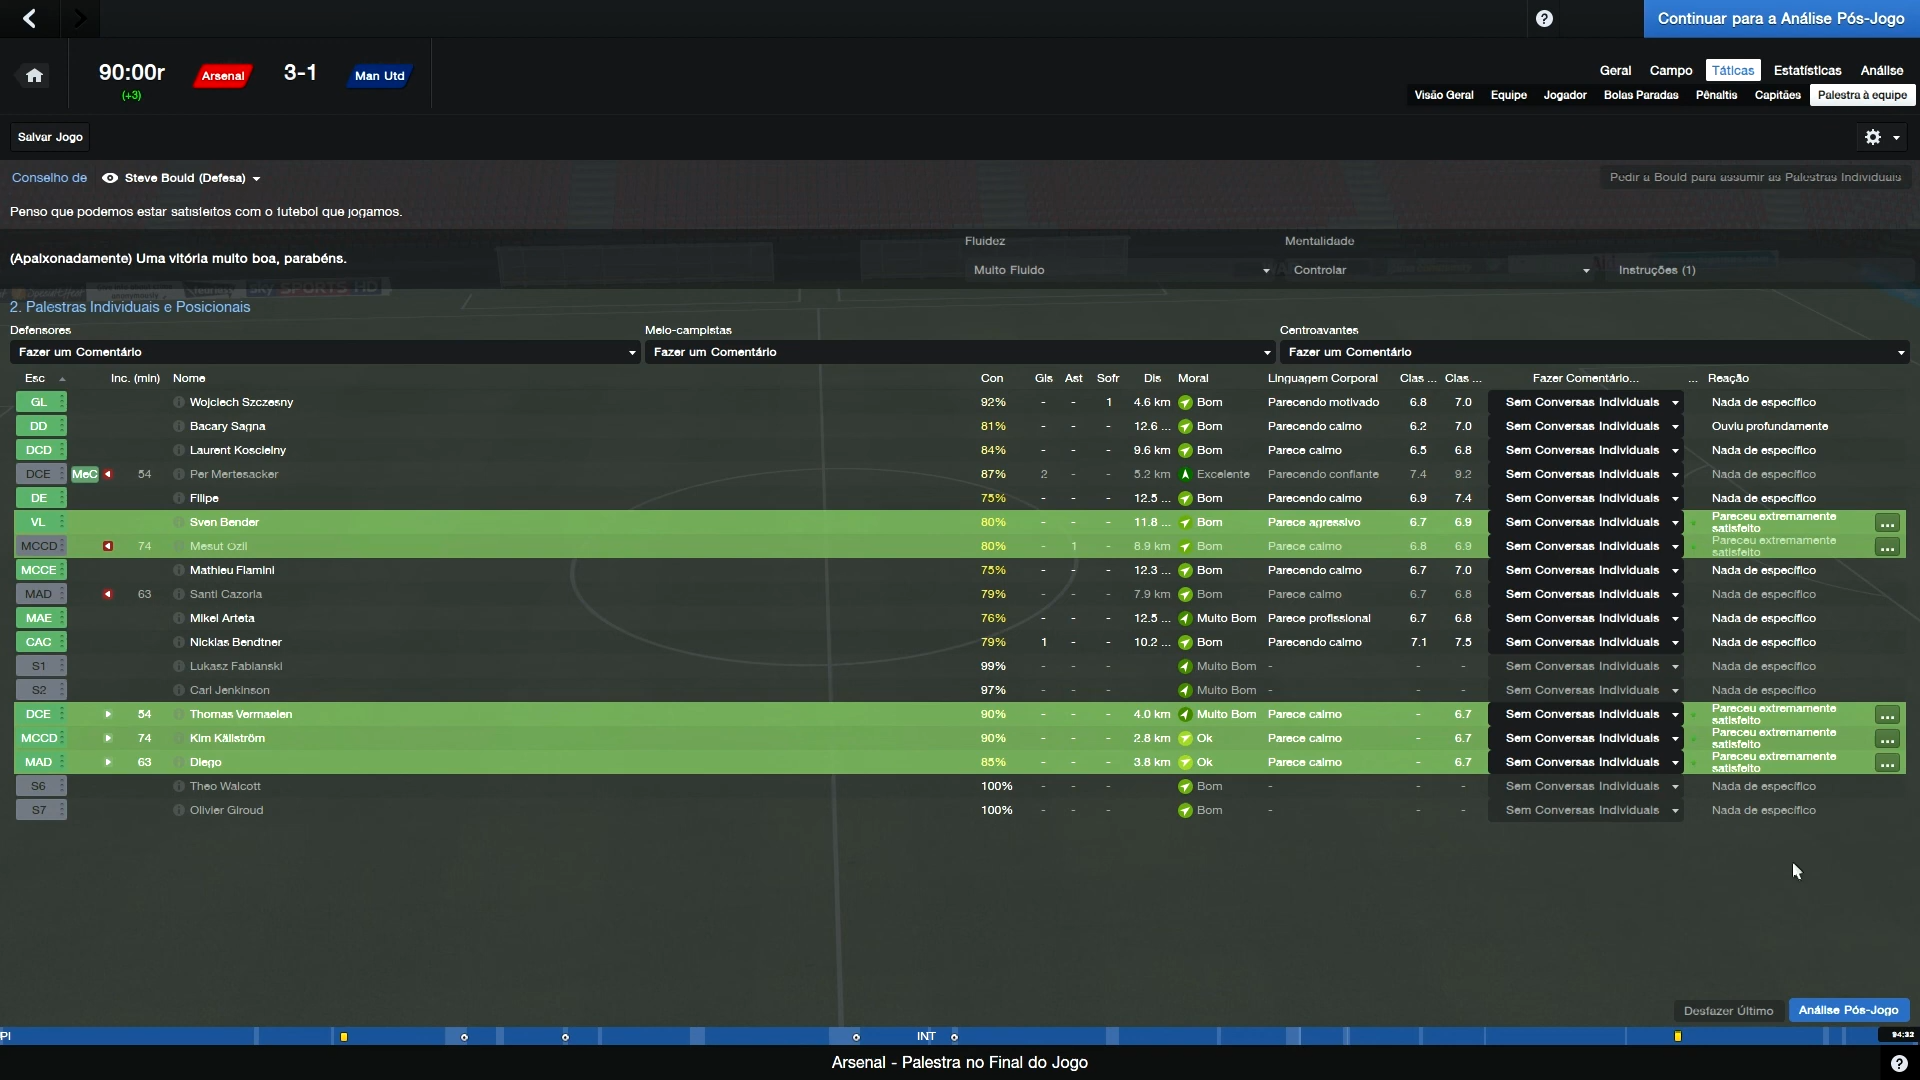 Continuar para a Análise Pós-Jogo
90:00r Arsenal 3-1 Man Utd
(+3)
Geral Campo Táticas Estatísticas Análise
Visão Geral Equipe Jogador Bolas Paradas Pênaltis Capitães Palestra à equipe
Salvar Jogo
Conselho de Steve Bould (Defesa)
Pedir a Bould para assumir as Palestras Individuais
Penso que podemos estar satisfeitos com o futebol que jogamos.
Fluidez Mentalidade
(Apaixonadamente) Uma vitória muito boa, parabéns.
Muito Fluido Controlar Instruções (1)
sky SPORTS HD
2. Palestras Individuais e Posicionais
Defensores Meio-campistas Centroavantes
Fazer um Comentário Fazer um Comentário Fazer um Comentário
Esc Inc. (min) Nome Con Gls Ast Sofr Dis Moral Linguagem Corporal Clas ... Clas ... Fazer Comentário... ... Reação
GL Wojciech Szczesny 92% - - 1 4.6 km Bom Parecendo motivado 6.8 7.0 Sem Conversas Individuais Nada de específico
DD Bacary Sagna 81% - - - 12.6 ... Bom Parecendo calmo 6.2 7.0 Sem Conversas Individuais Ouviu profundamente
DCD Laurent Koscielny 84% - - - 9.6 km Bom Parece calmo 6.5 6.8 Sem Conversas Individuais Nada de específico
DCE MeC 54 Per Mertesacker 87% 2 - - 5.2 km Excelente Parecendo confiante 7.4 9.2 Sem Conversas Individuais Nada de específico
DE Filipe 75% - - - 12.5 ... Bom Parecendo calmo 6.9 7.4 Sem Conversas Individuais Nada de específico
VL Sven Bender 80% - - - 11.8 ... Bom Parece agressivo 6.7 6.9 Sem Conversas Individuais Pareceu extremamente satisfeito ...
MCCD 74 Mesut Özil 80% - 1 - 8.9 km Bom Parece calmo 6.8 6.9 Sem Conversas Individuais Pareceu extremamente satisfeito ...
MCCE Mathieu Flamini 75% - - - 12.3 ... Bom Parecendo calmo 6.7 7.0 Sem Conversas Individuais Nada de específico
MAD 63 Santi Cazorla 79% - - - 7.9 km Bom Parece calmo 6.7 6.8 Sem Conversas Individuais Nada de específico
MAE Mikel Arteta 76% - - - 12.5 ... Muito Bom Parece profissional 6.7 6.8 Sem Conversas Individuais Nada de específico
CAC Nicklas Bendtner 79% 1 - - 10.2 ... Bom Parecendo calmo 7.1 7.5 Sem Conversas Individuais Nada de específico
S1 Lukasz Fabianski 99% - - - Muito Bom - - - Sem Conversas Individuais Nada de específico
S2 Carl Jenkinson 97% - - - Muito Bom - - - Sem Conversas Individuais Nada de específico
DCE 54 Thomas Vermaelen 90% - - - 4.0 km Muito Bom Parece calmo - 6.7 Sem Conversas Individuais Pareceu extremamente satisfeito ...
MCCD 74 Kim Källström 90% - - - 2.8 km Ok Parece calmo - 6.7 Sem Conversas Individuais Pareceu extremamente satisfeito ...
MAD 63 Diego 85% - - - 3.8 km Ok Parece calmo - 6.7 Sem Conversas Individuais Pareceu extremamente satisfeito ...
S6 Theo Walcott 100% - - - Bom - - - Sem Conversas Individuais Nada de específico
S7 Olivier Giroud 100% - - - Bom - - - Sem Conversas Individuais Nada de específico
Desfazer Último Análise Pós-Jogo
PI INT 94:32
Arsenal - Palestra no Final do Jogo